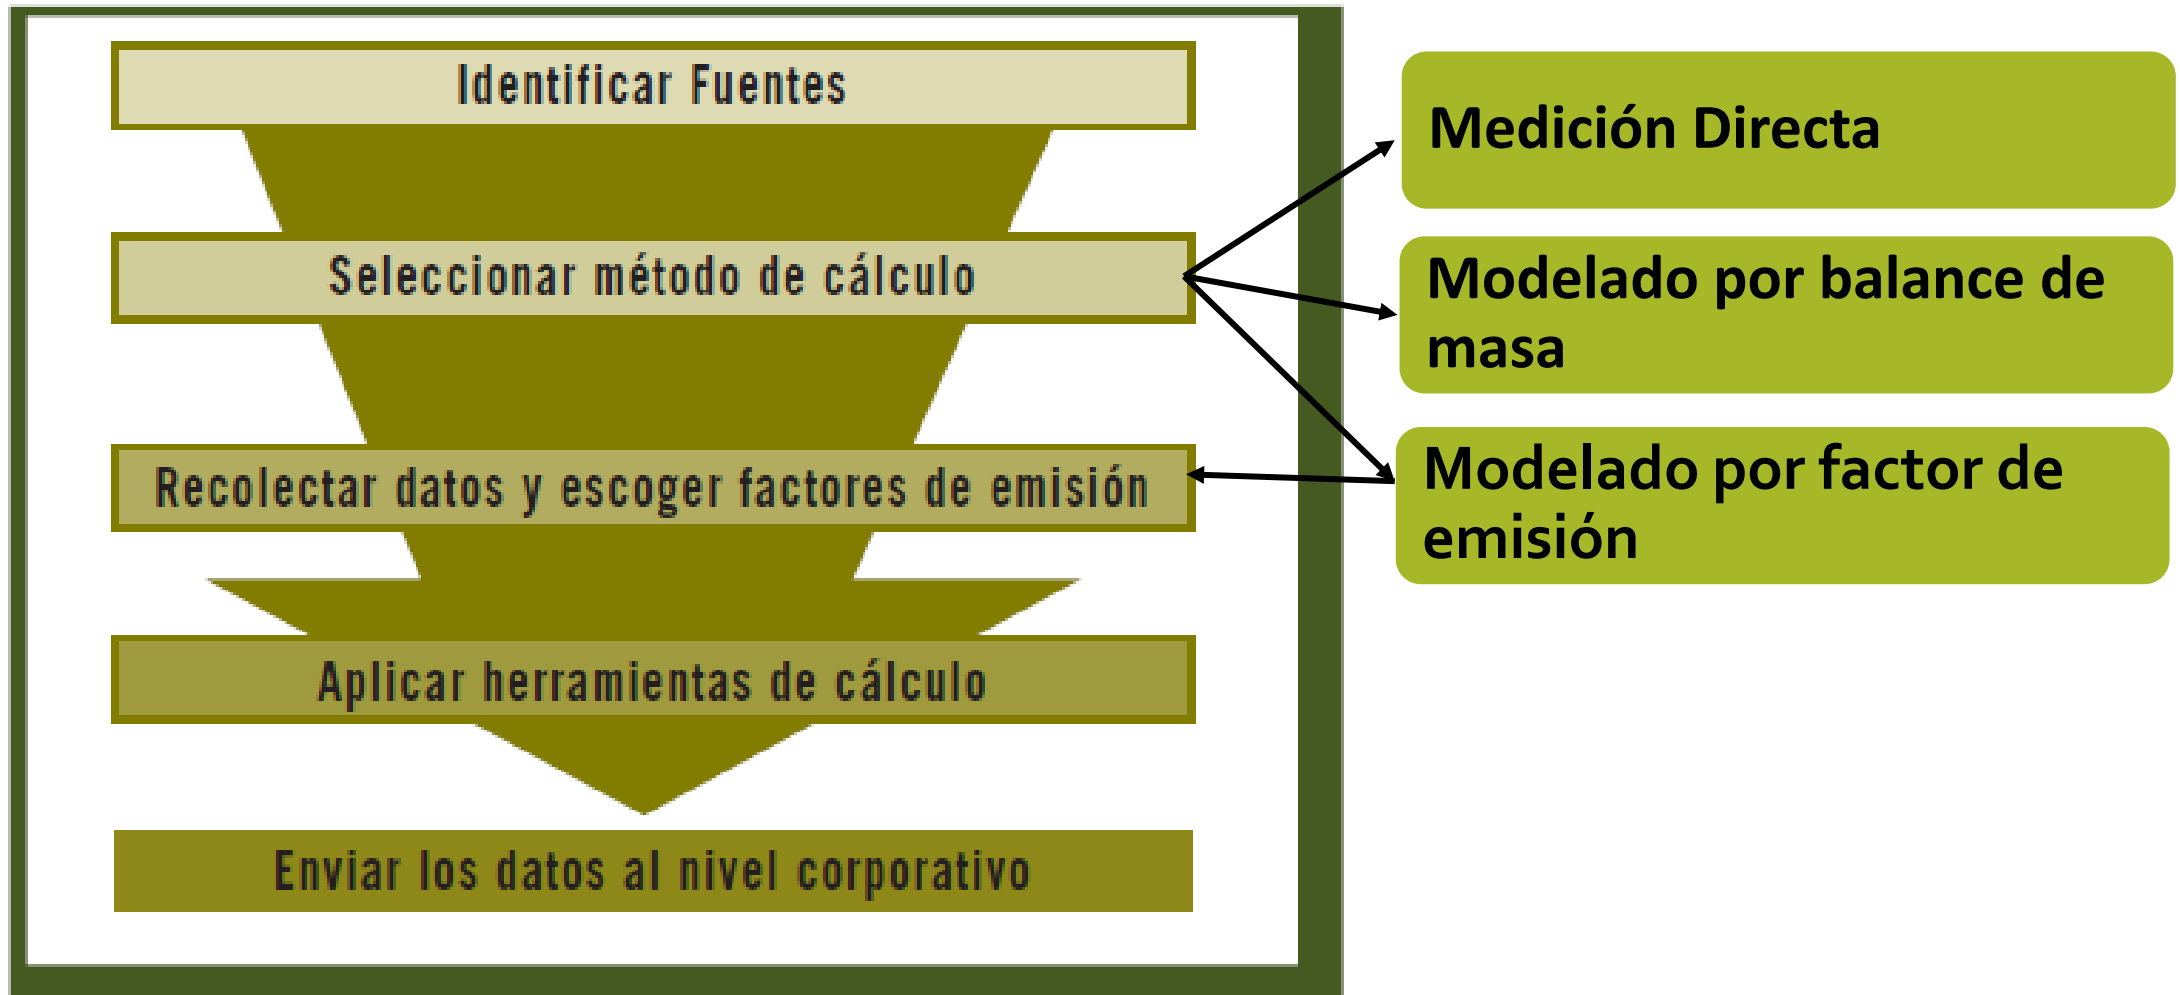 Identificar Fuentes
Seleccionar método de cálculo
Recolectar datos y escoger factores de emisión
Aplicar herramientas de cálculo
Enviar los datos al nivel corporativo
Medición Directa
Modelado por balance de
masa
Modelado por factor de
emisión